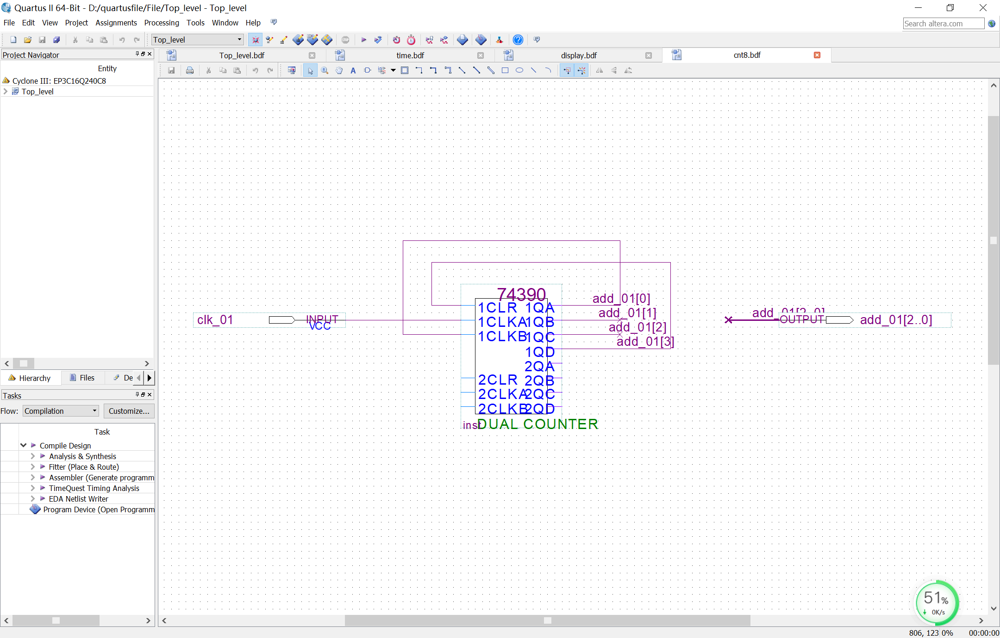 Quartus II 64-Bit - D:/quartusfile/File/Top_level - Top_level
File Edit View Project Assignments Processing Tools Window Help
Search altera.com
Top_level
STOP
Project Navigator
Top_level.bdf
time.bdf
display.bdf
cnt8.bdf
Entity
Cyclone III: EP3C16Q240C8
Top_level
74390
1CLR 1QA
1CLKA 1QB
1CLKB 1QC
1QD
2QA
2CLR 2QB
2CLKA 2QC
2CLKB 2QD
inst
DUAL COUNTER
clk_01
INPUT
VCC
add_01[0]
add_01[1]
add_01[2]
add_01[3]
add_01[2..0]
OUTPUT
add_01[2..0]
Hierarchy
Files
De
Tasks
Flow:
Compilation
Customize...
Task
Compile Design
Analysis & Synthesis
Fitter (Place & Route)
Assembler (Generate programm
TimeQuest Timing Analysis
EDA Netlist Writer
Program Device (Open Programm
51%
0K/s
806, 123 0% 00:00:00